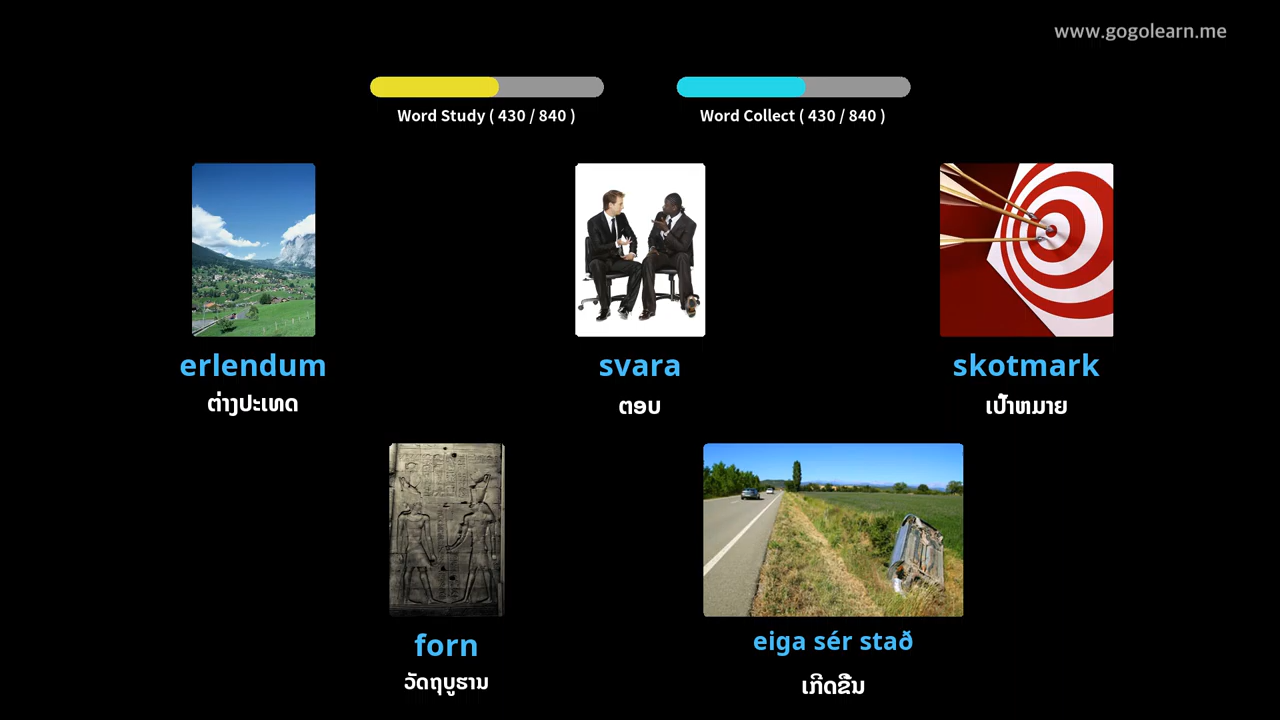 www.gogolearn.me
Word Study ( 430 / 840 )
Word Collect ( 430 / 840 )
erlendum
ຕ່າງປະເທດ
svara
ຕອບ
skotmark
ເປົ້າຫມາຍ
forn
ວັດຖຸບູຮານ
eiga sér stað
ເກີດຂຶ້ນ